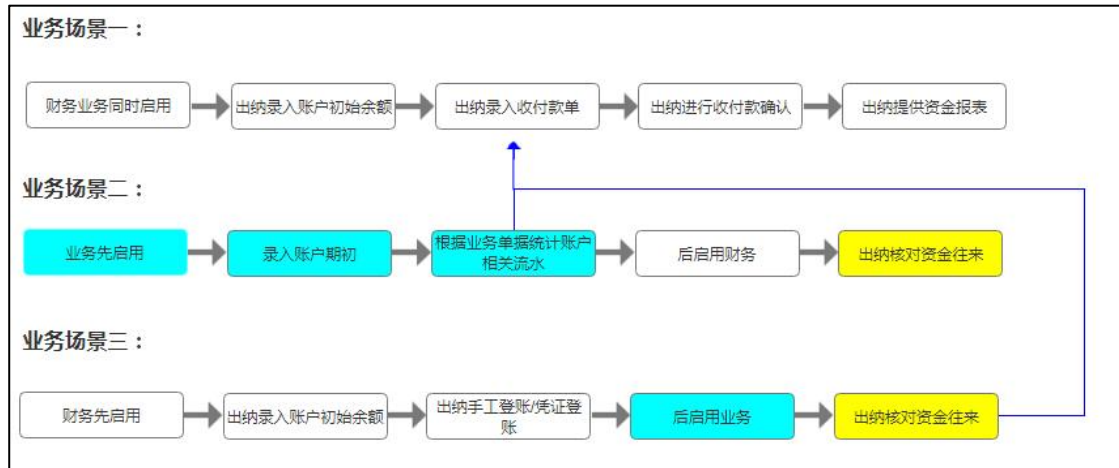 业务场景一：
财务业务同时启用
出纳录入账户初始余额
出纳录入收付款单
出纳进行收付款确认
出纳提供资金报表
业务场景二：
业务先启用
录入账户期初
根据业务单据统计账户
相关流水
后启用财务
出纳核对资金往来
业务场景三：
财务先启用
出纳录入账户初始余额
出纳手工登账/凭证登
账
后启用业务
出纳核对资金往来